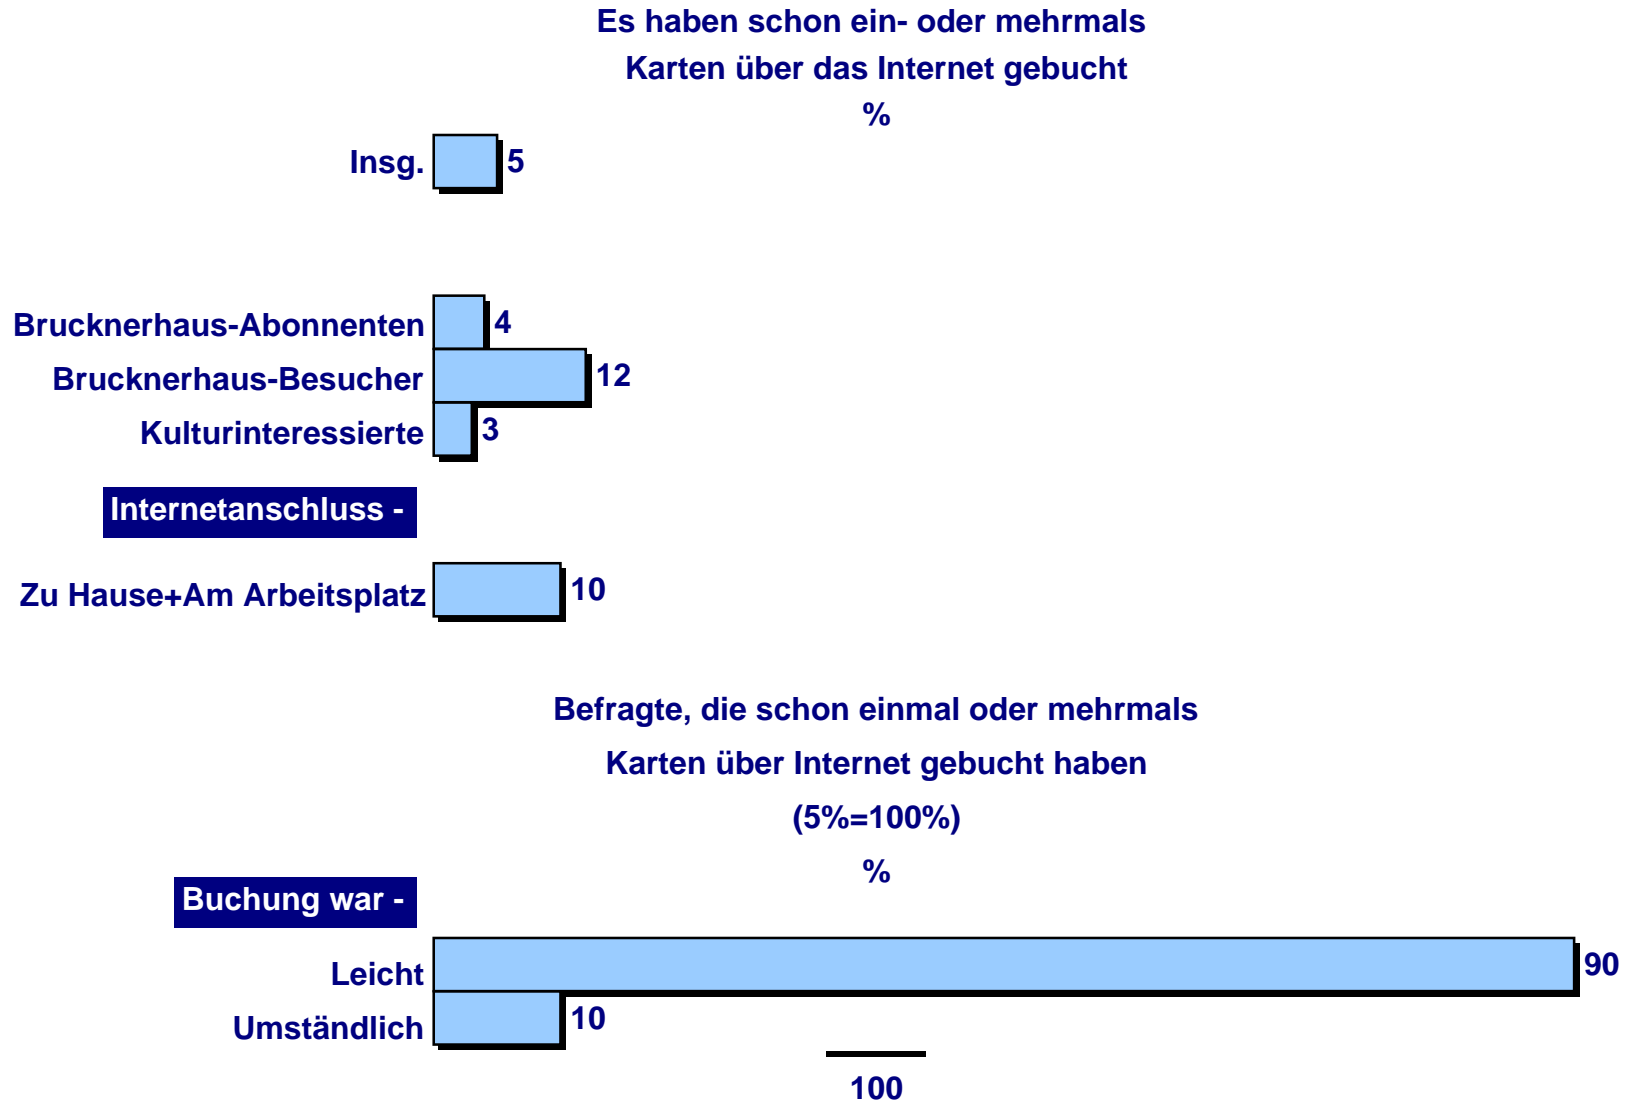 Es haben schon ein- oder mehrmals
Karten über das Internet gebucht
%
Insg. 5
Brucknerhaus-Abonnenten 4
Brucknerhaus-Besucher 12
Kulturinteressierte 3
Internetanschluss -
Zu Hause+Am Arbeitsplatz 10
Befragte, die schon einmal oder mehrmals
Karten über Internet gebucht haben
(5%=100%)
%
Buchung war -
Leicht 90
Umständlich 10
100